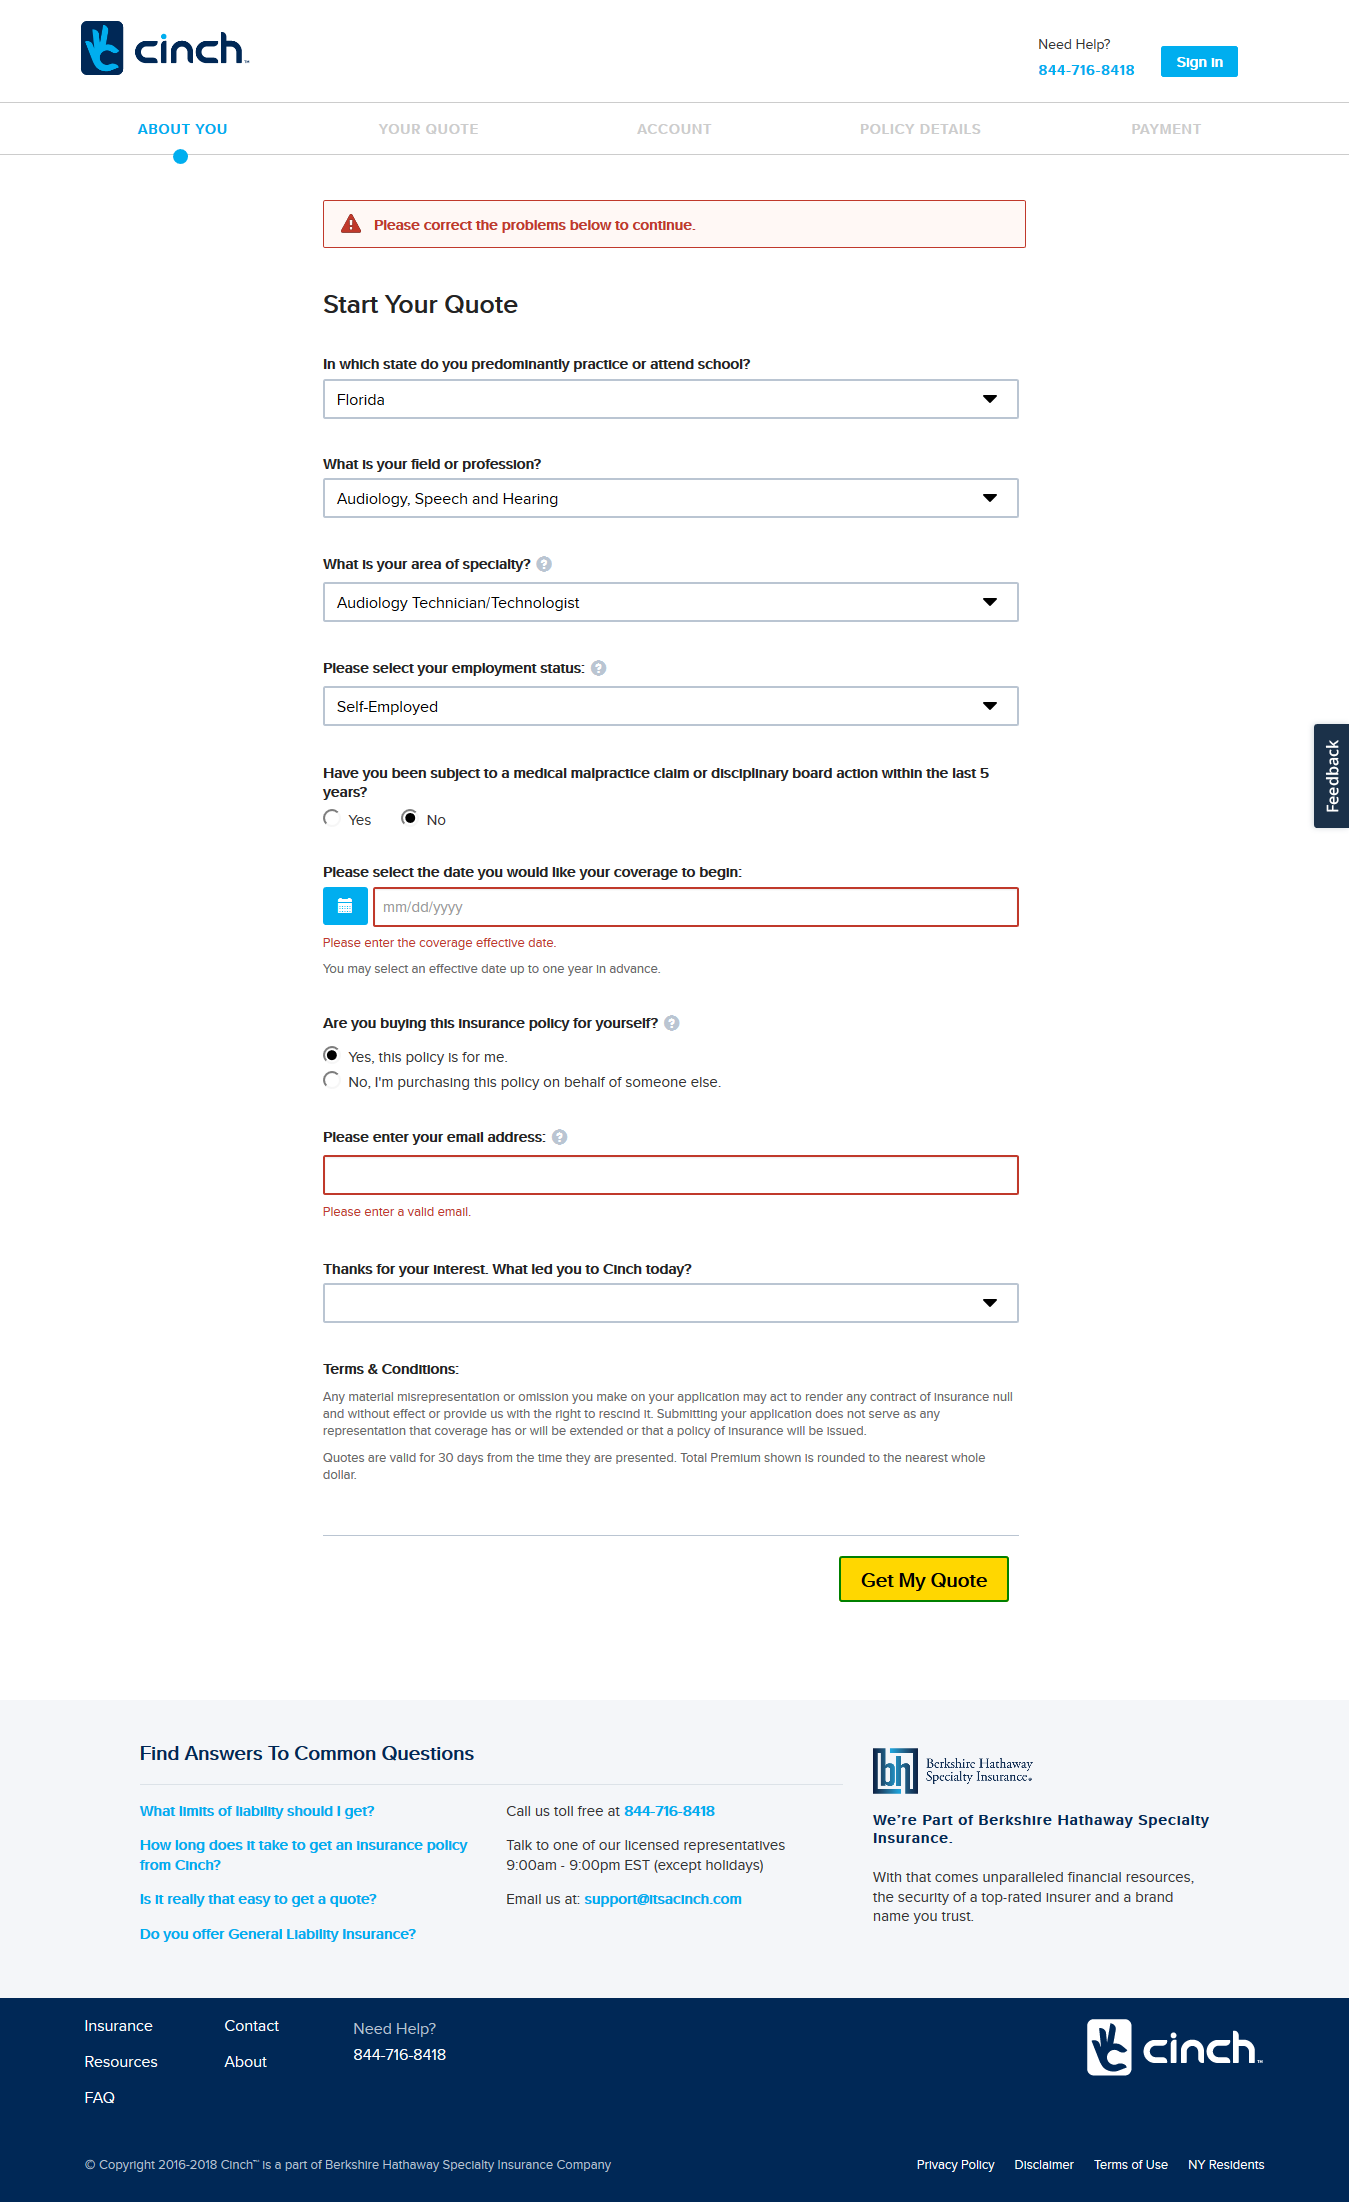 cinch™
Need Help?
844-716-8418
Sign In
ABOUT YOU
YOUR QUOTE
ACCOUNT
POLICY DETAILS
PAYMENT
Please correct the problems below to continue.
Start Your Quote
In which state do you predominantly practice or attend school?
Florida
What is your field or profession?
Audiology, Speech and Hearing
What is your area of specialty? ?
Audiology Technician/Technologist
Please select your employment status: ?
Self-Employed
Have you been subject to a medical malpractice claim or disciplinary board action within the last 5
years?
Yes
No
Please select the date you would like your coverage to begin:
mm/dd/yyyy
Please enter the coverage effective date.
You may select an effective date up to one year in advance.
Are you buying this insurance policy for yourself? ?
Yes, this policy is for me.
No, I'm purchasing this policy on behalf of someone else.
Please enter your email address: ?
Please enter a valid email.
Thanks for your interest. What led you to Cinch today?
Terms & Conditions:
Any material misrepresentation or omission you make on your application may act to render any contract of insurance null
and without effect or provide us with the right to rescind it. Submitting your application does not serve as any
representation that coverage has or will be extended or that a policy of insurance will be issued.
Quotes are valid for 30 days from the time they are presented. Total Premium shown is rounded to the nearest whole
dollar.
Get My Quote
Feedback
Find Answers To Common Questions
What limits of liability should I get?
How long does it take to get an insurance policy
from Cinch?
Is it really that easy to get a quote?
Do you offer General Liability Insurance?
Call us toll free at 844-716-8418
Talk to one of our licensed representatives
9:00am - 9:00pm EST (except holidays)
Email us at: support@itsacinch.com
bh
Berkshire Hathaway
Specialty Insurance.
We're Part of Berkshire Hathaway Specialty
Insurance.
With that comes unparalleled financial resources,
the security of a top-rated insurer and a brand
name you trust.
Insurance
Resources
FAQ
Contact
About
Need Help?
844-716-8418
cinch™
© Copyright 2016-2018 Cinch™ is a part of Berkshire Hathaway Specialty Insurance Company
Privacy Policy
Disclaimer
Terms of Use
NY Residents